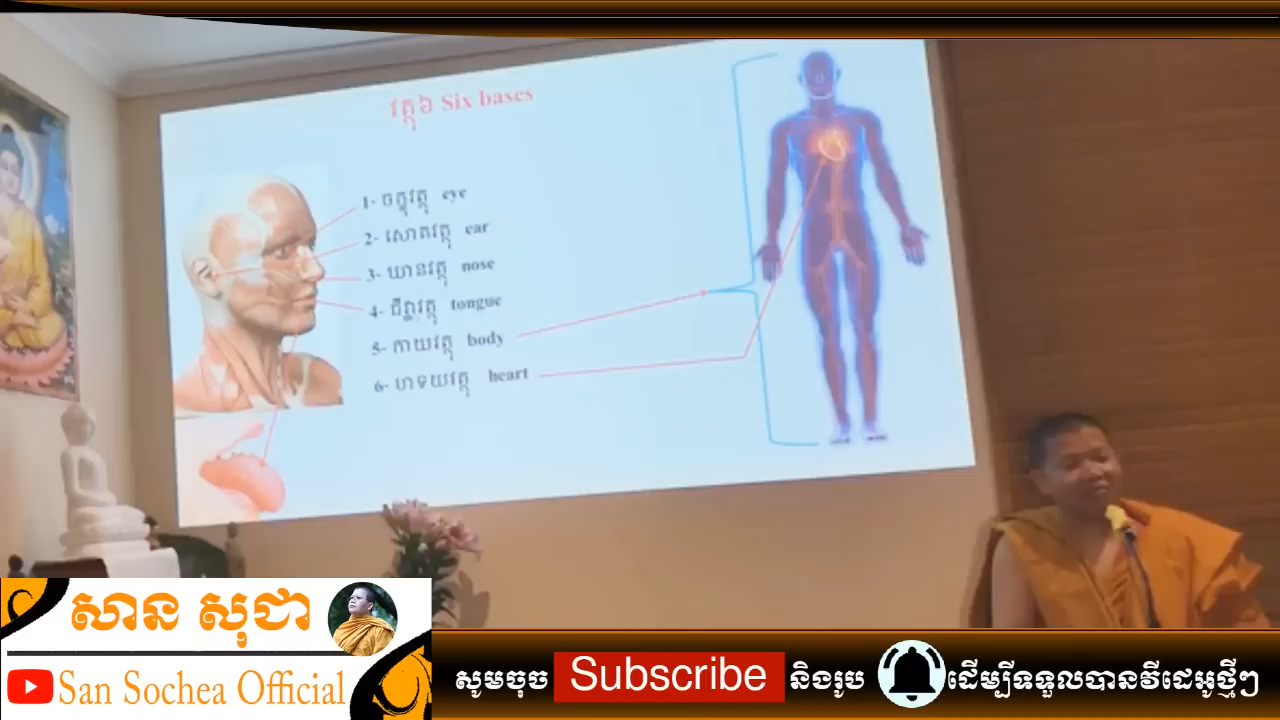 វត្ថុ៦ Six bases
1- ចក្ខុវត្ថុ eye
2- សោតវត្ថុ ear
3- ឃានវត្ថុ nose
4- ជីវ្ហាវត្ថុ tongue
5- កាយវត្ថុ body
6- ហទយវត្ថុ heart
សាន សុជា
San Sochea Official
សូមចុច Subscribe និងរូប ដើម្បីទទួលបានវីដេអូថ្មីៗ